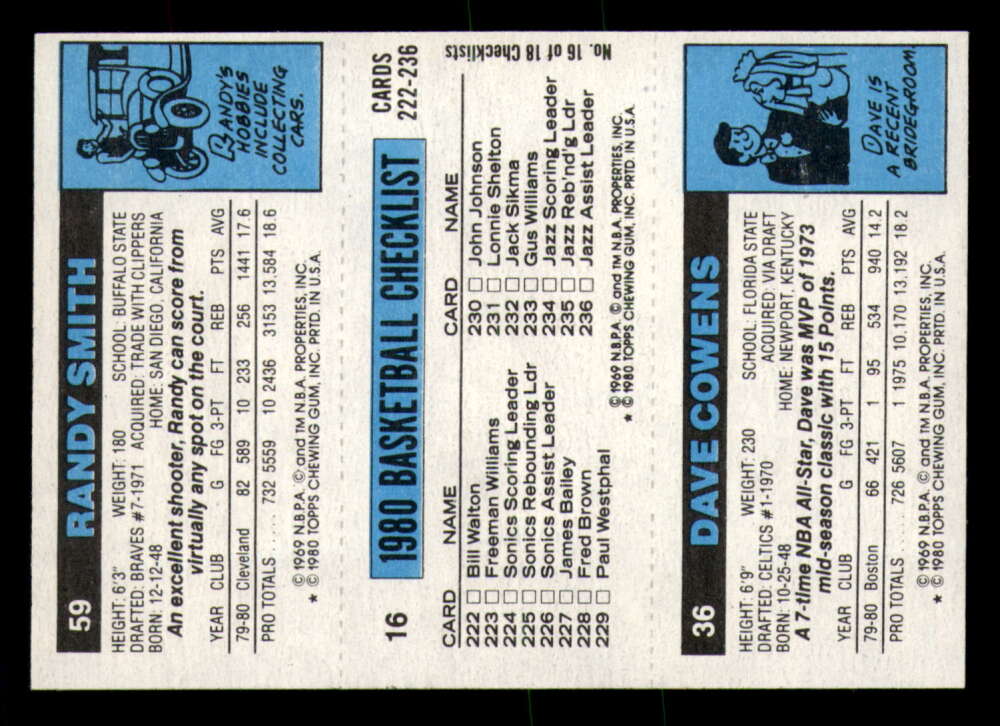 59 RANDY SMITH
HEIGHT: 6'3" WEIGHT: 180 SCHOOL: BUFFALO STATE
DRAFTED: BRAVES #7-1971 ACQUIRED: TRADE WITH CLIPPERS
BORN: 12-12-48 HOME: SAN DIEGO, CALIFORNIA
An excellent shooter, Randy can score from
virtually any spot on the court.
YEAR CLUB G FG 3-PT FT REB PTS AVG
79-80 Cleveland 82 589 10 233 256 1441 17.6
PRO TOTALS ..... 732 5559 10 2436 3153 13,584 18.6
© 1969 N.B.P.A. © and TM N.B.A. PROPERTIES, INC.
★ © 1980 TOPPS CHEWING GUM, INC. PRTD. IN U.S.A.
RANDY'S
HOBBIES
INCLUDE
COLLECTING
CARS.
16 1980 BASKETBALL CHECKLIST CARDS
222-236
CARD NAME
222 □ Bill Walton
223 □ Freeman Williams
224 □ Sonics Scoring Leader
225 □ Sonics Rebounding Ldr
226 □ Sonics Assist Leader
227 □ James Bailey
228 □ Fred Brown
229 □ Paul Westphal
CARD NAME
230 □ John Johnson
231 □ Lonnie Shelton
232 □ Jack Sikma
233 □ Gus Williams
234 □ Jazz Scoring Leader
235 □ Jazz Reb'nd'g Ldr
236 □ Jazz Assist Leader
No. 16 of 18 Checklists
© 1969 N.B.P.A. © and TM N.B.A. PROPERTIES, INC.
★ © 1980 TOPPS CHEWING GUM, INC. PRTD IN U.S.A.
36 DAVE COWENS
HEIGHT: 6'9" WEIGHT: 230 SCHOOL: FLORIDA STATE
DRAFTED: CELTICS #1-1970 ACQUIRED: VIA DRAFT
BORN: 10-25-48 HOME: NEWPORT, KENTUCKY
A 7-time NBA All-Star, Dave was MVP of 1973
mid-season classic with 15 Points.
YEAR CLUB G FG 3-PT FT REB PTS AVG
79-80 Boston 66 421 1 95 534 940 14.2
PRO TOTALS ..... 726 5607 1 1975 10,170 13,192 18.2
© 1969 N.B.P.A. © and TM N.B.A. PROPERTIES, INC.
★ © 1980 TOPPS CHEWING GUM, INC. PRTD. IN U.S.A.
DAVE IS
A RECENT
BRIDEGROOM.